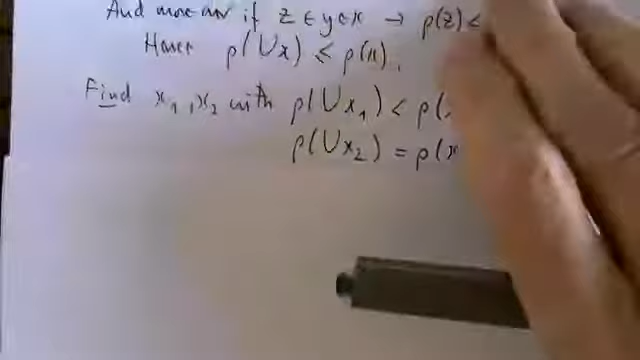 And moreover if z ∈ y ∈ x → ρ(z) <
Hence ρ(∪x) ≤ ρ(x).
Find x₁, x₂ with ρ(∪x₁) < ρ(
ρ(∪x₂) = ρ(x